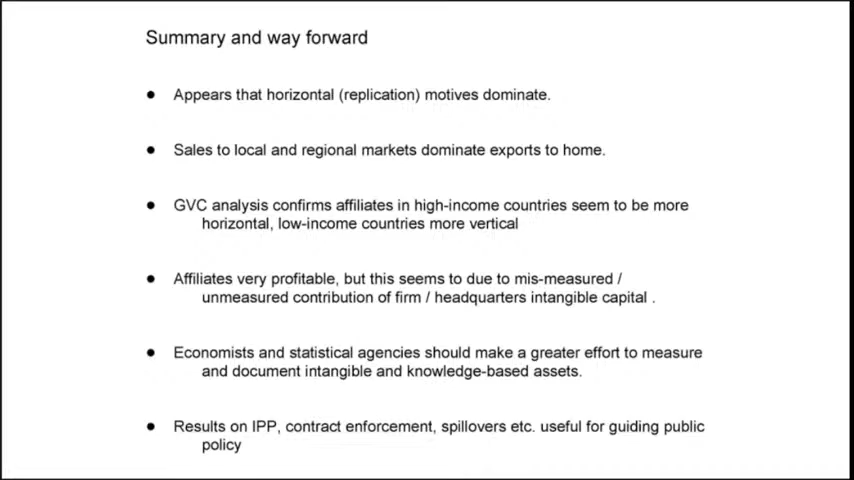 Summary and way forward
● Appears that horizontal (replication) motives dominate.
● Sales to local and regional markets dominate exports to home.
● GVC analysis confirms affiliates in high-income countries seem to be more
horizontal, low-income countries more vertical
● Affiliates very profitable, but this seems to due to mis-measured /
unmeasured contribution of firm / headquarters intangible capital .
● Economists and statistical agencies should make a greater effort to measure
and document intangible and knowledge-based assets.
● Results on IPP, contract enforcement, spillovers etc. useful for guiding public
policy